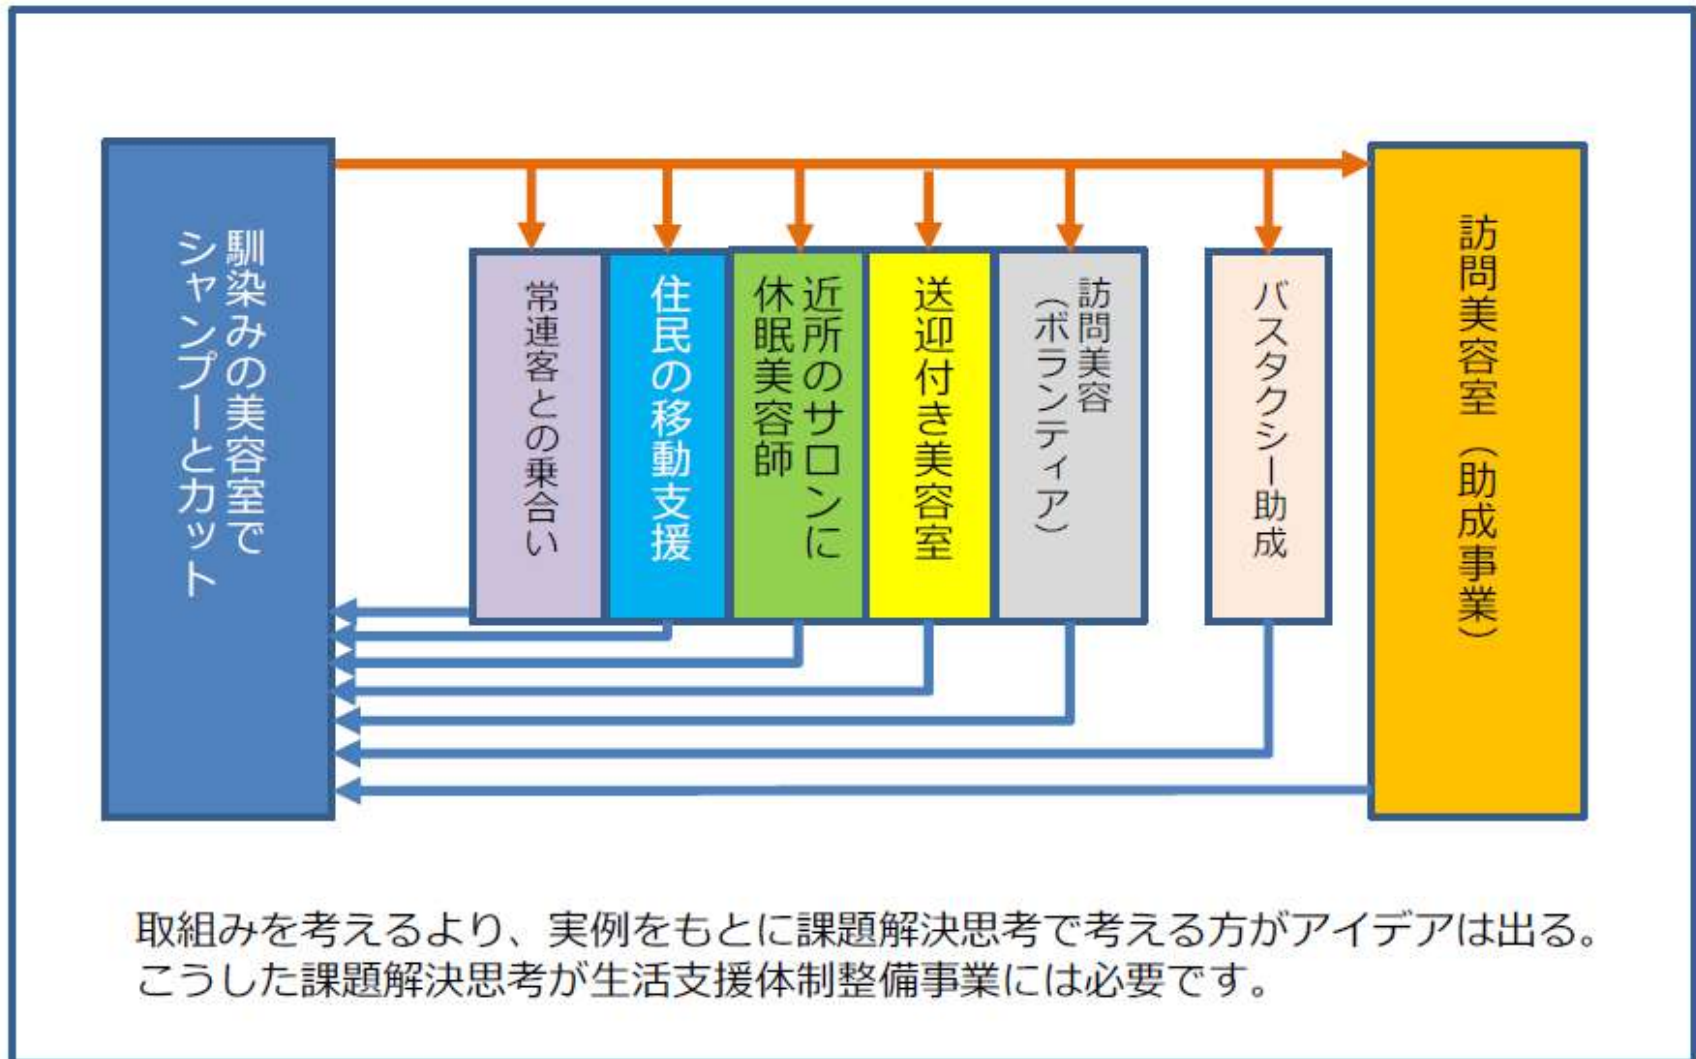 馴染みの美容室で
シャンプーとカット
常連客との乗合い
住民の移動支援
近所のサロンに
休眠美容師
送迎付き美容室
訪問美容
（ボランティア）
バスタクシー助成
訪問美容室（助成事業）
取組みを考えるより、実例をもとに課題解決思考で考える方がアイデアは出る。
こうした課題解決思考が生活支援体制整備事業には必要です。